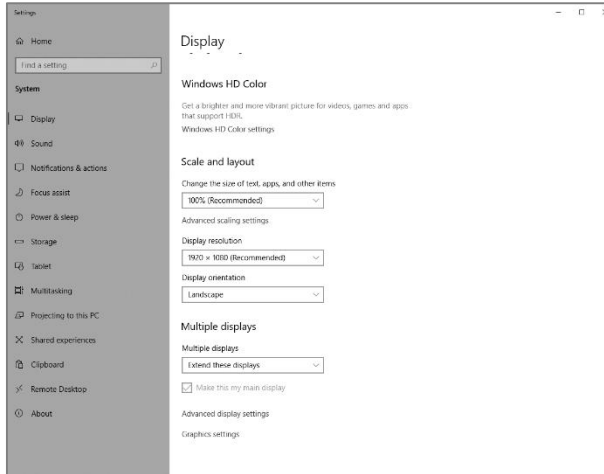 Settings
Home
Find a setting
System
Display
Sound
Notifications & actions
Focus assist
Power & sleep
Storage
Tablet
Multitasking
Projecting to this PC
Shared experiences
Clipboard
Remote Desktop
About
Display
Windows HD Color
Get a brighter and more vibrant picture for videos, games and apps
that support HDR.
Windows HD Color settings
Scale and layout
Change the size of text, apps, and other items
100% (Recommended)
Advanced scaling settings
Display resolution
1920 × 1080 (Recommended)
Display orientation
Landscape
Multiple displays
Multiple displays
Extend these displays
Make this my main display
Advanced display settings
Graphics settings